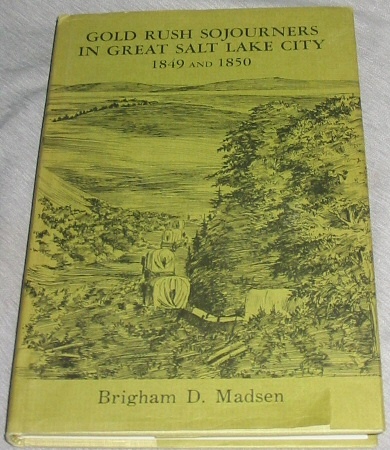 GOLD RUSH SOJOURNERS
IN GREAT SALT LAKE CITY
1849 AND 1850
Brigham D. Madsen